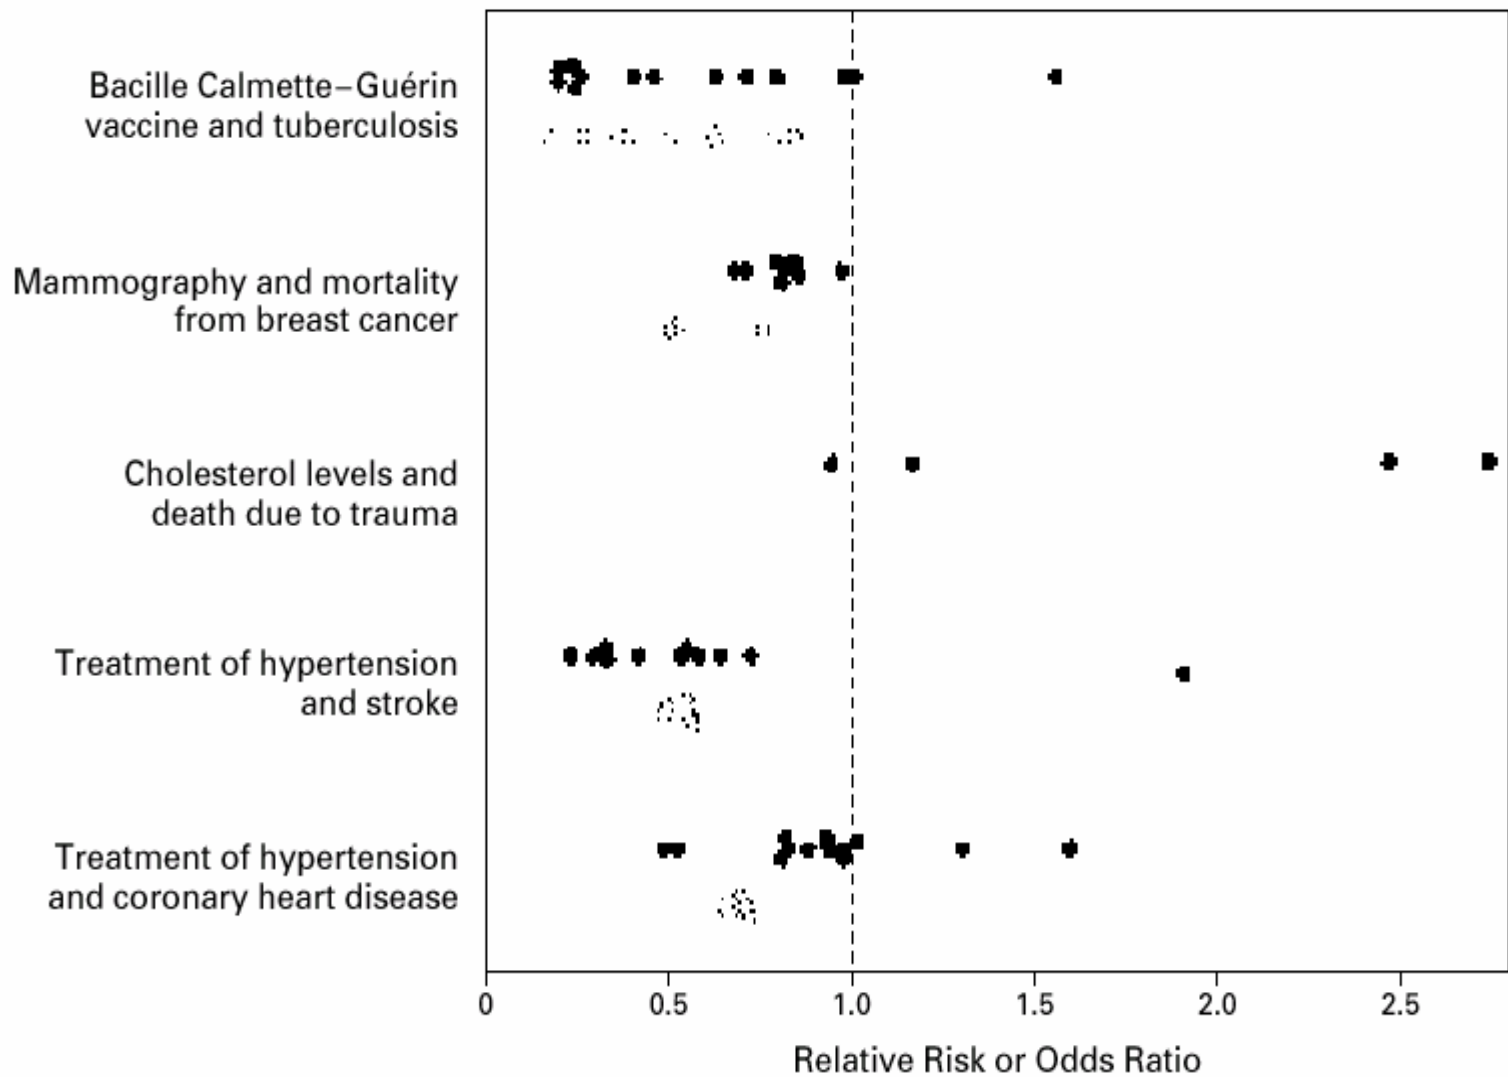 Bacille Calmette–Guérin
vaccine and tuberculosis
Mammography and mortality
from breast cancer
Cholesterol levels and
death due to trauma
Treatment of hypertension
and stroke
Treatment of hypertension
and coronary heart disease
0 0.5 1.0 1.5 2.0 2.5
Relative Risk or Odds Ratio